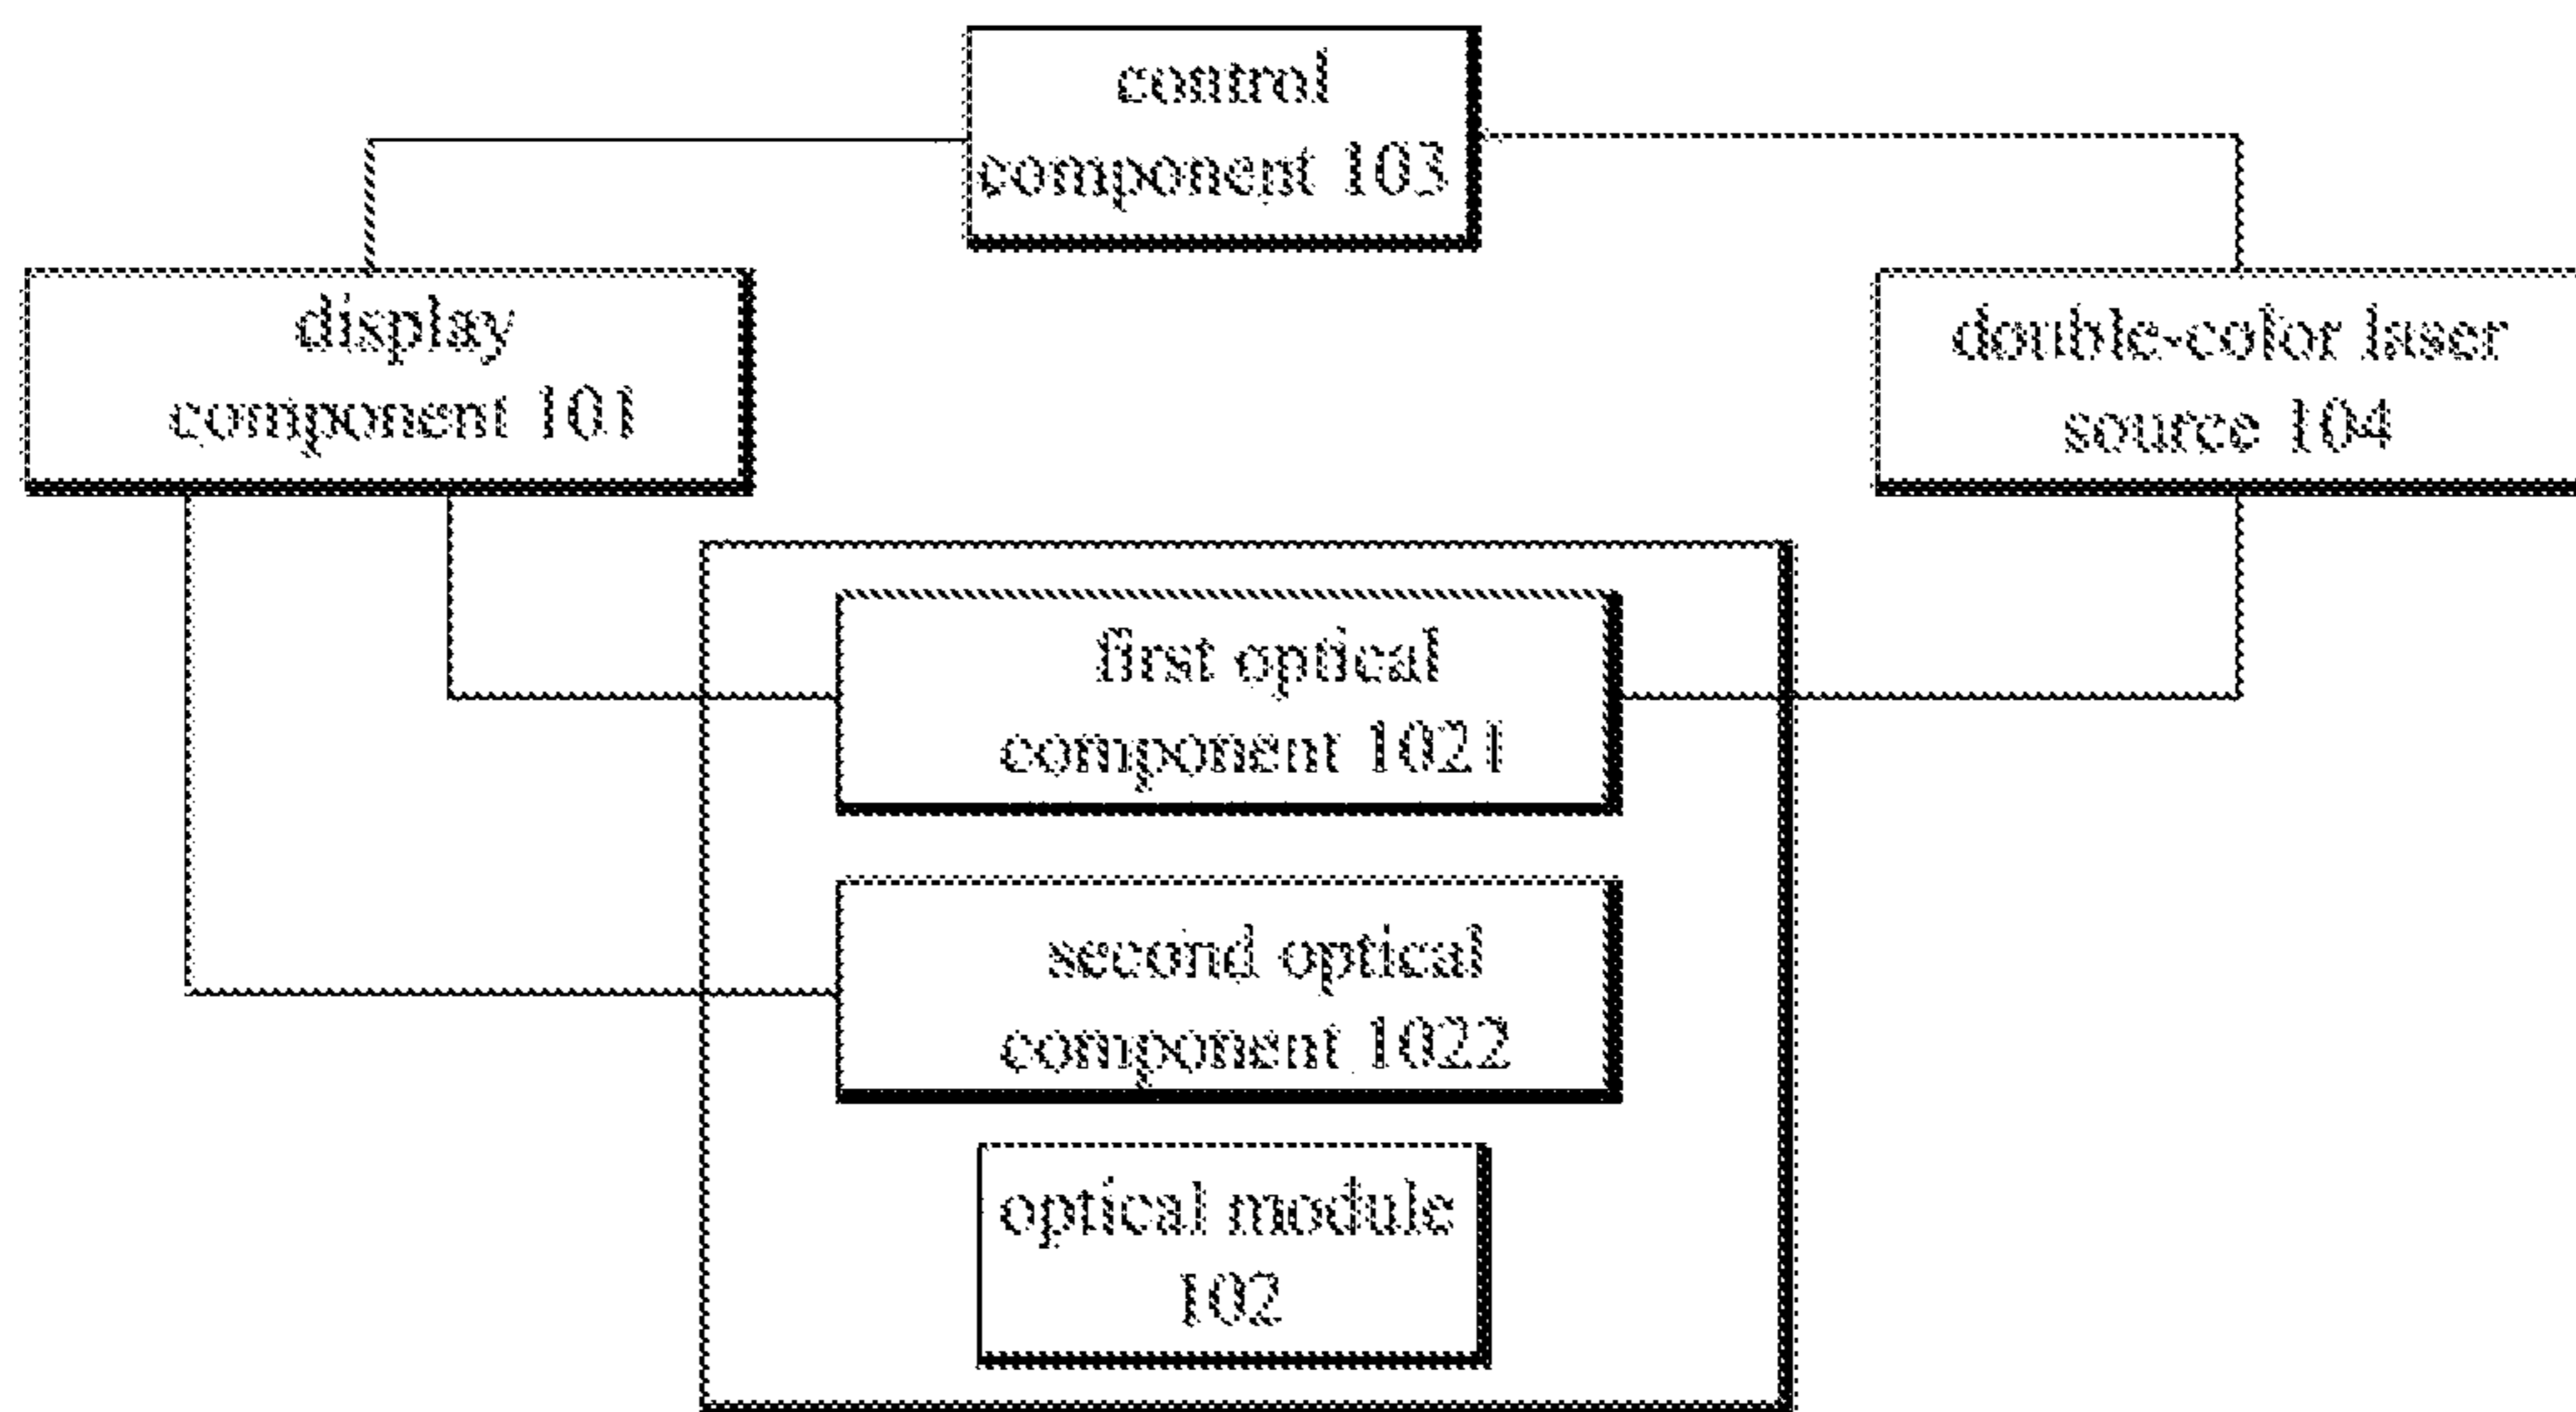 control
component 103
display
component 101
double-color laser
source 104
first optical
component 1021
second optical
component 1022
optical module
102